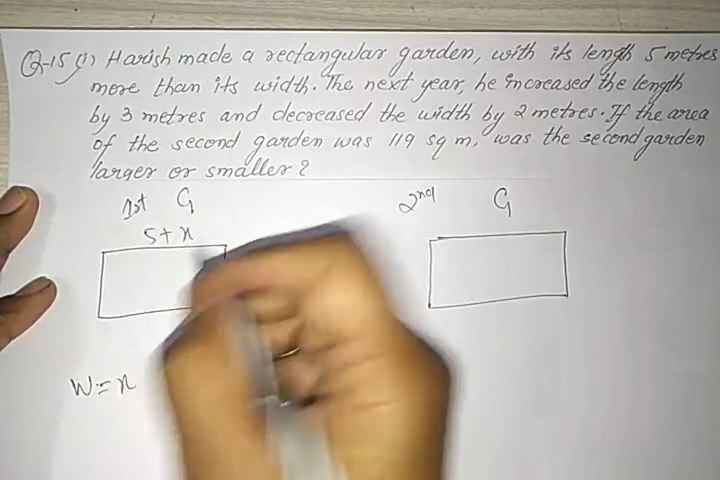 Q-15 (i) Harish made a rectangular garden, with its length 5 metres
more than its width. The next year, he increased the length
by 3 metres and decreased the width by 2 metres. If the area
of the second garden was 119 sq m, was the second garden
larger or smaller?
1st G 2nd G
5+x
W=x